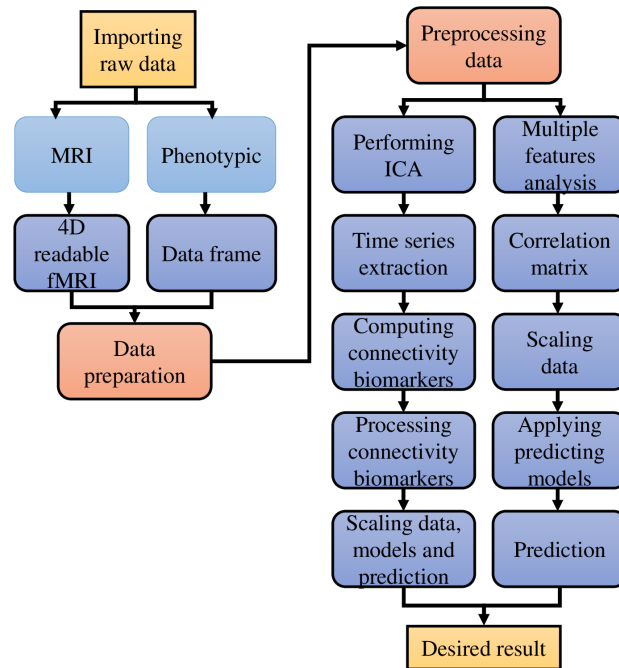 Importing
raw data
MRI
Phenotypic
4D
readable
fMRI
Data frame
Data
preparation
Preprocessing
data
Performing
ICA
Multiple
features
analysis
Time series
extraction
Correlation
matrix
Computing
connectivity
biomarkers
Scaling
data
Processing
connectivity
biomarkers
Applying
predicting
models
Scaling data,
models and
prediction
Prediction
Desired result